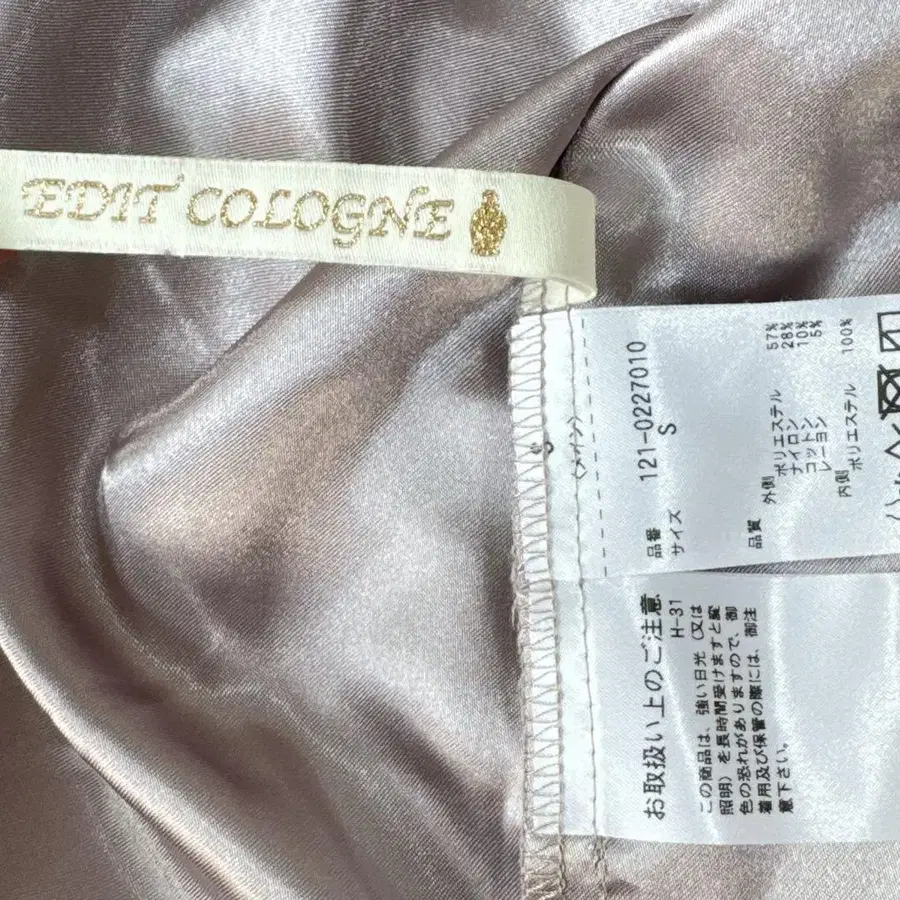 EDIT COLOGNE
(メイン)
品番 121-0227010
サイズ S
品質 外側 ポリエステル 57%
ナイロン 28%
コットン 10%
レーヨン 5%
内側 ポリエステル 100%
お取扱い上のご注意
H-31
この商品は、強い日光(又は
照明)を長時間受けますと変
色の恐れがありますので、御
着用及び保管の際には、御注
意下さい。